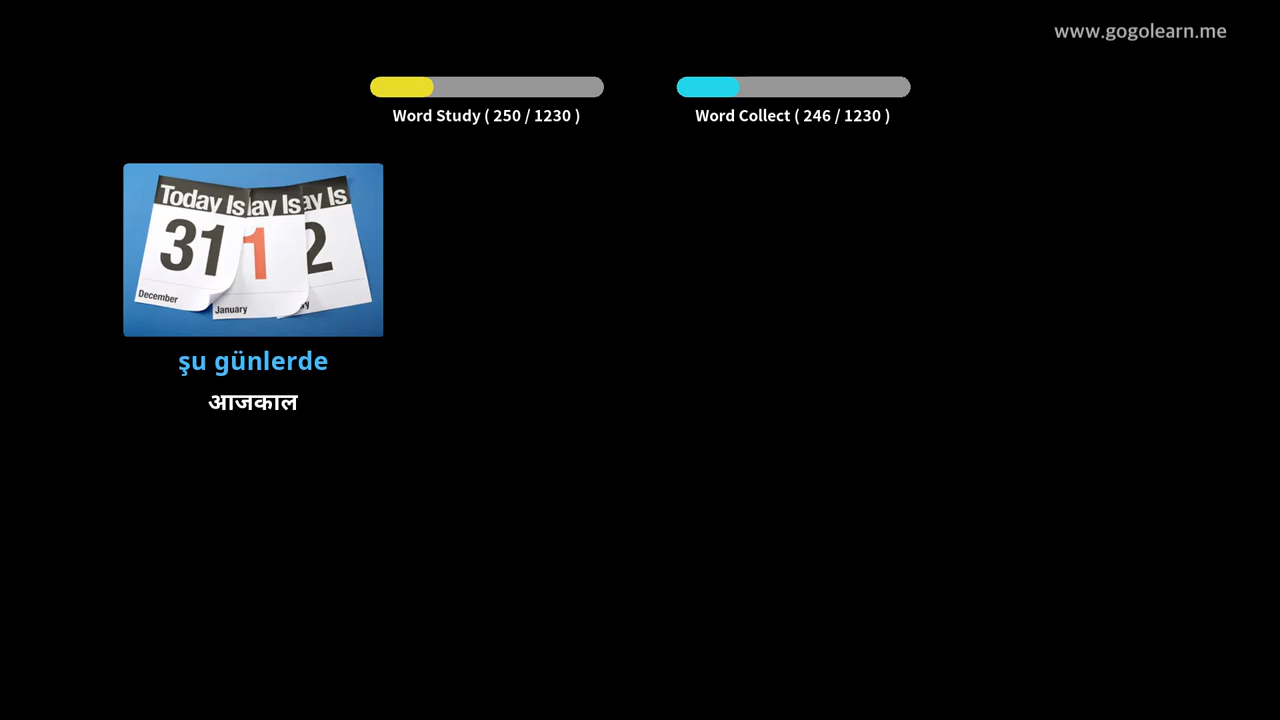 www.gogolearn.me
Word Study ( 250 / 1230 )
Word Collect ( 246 / 1230 )
Today Is
ay Is
ay Is
31
1
2
December
January
şu günlerde
आजकाल